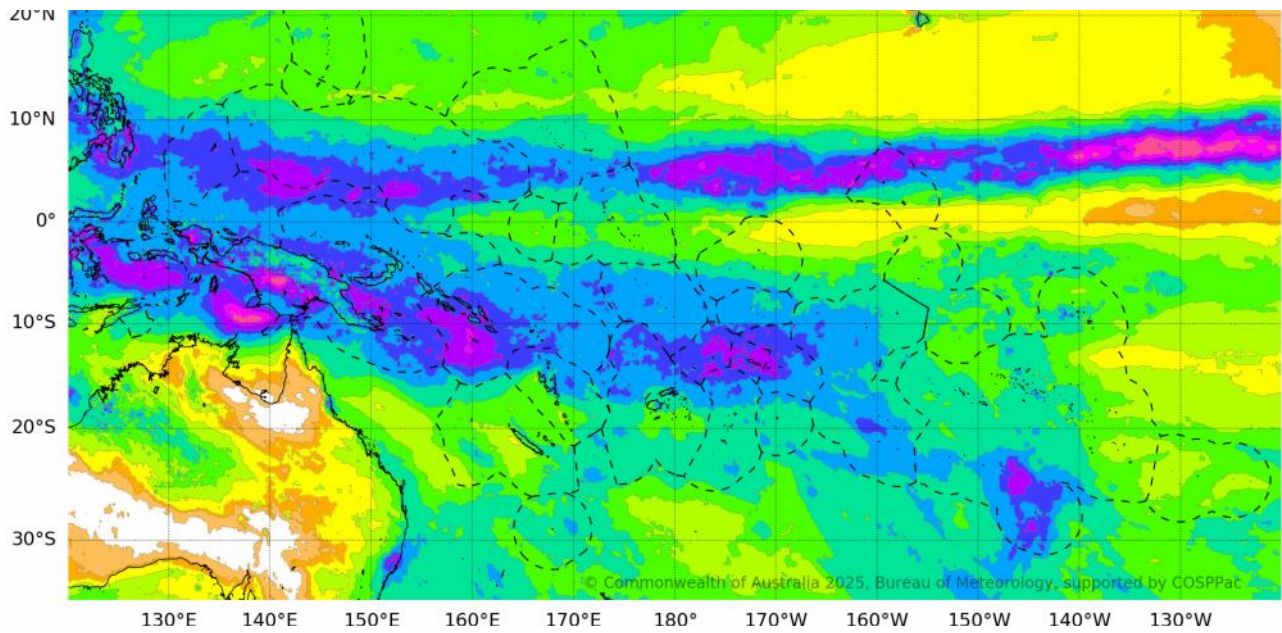 20°N
10°N
0°
10°S
20°S
30°S
© Commonwealth of Australia 2025, Bureau of Meteorology, supported by COSPPac
130°E 140°E 150°E 160°E 170°E 180° 170°W 160°W 150°W 140°W 130°W